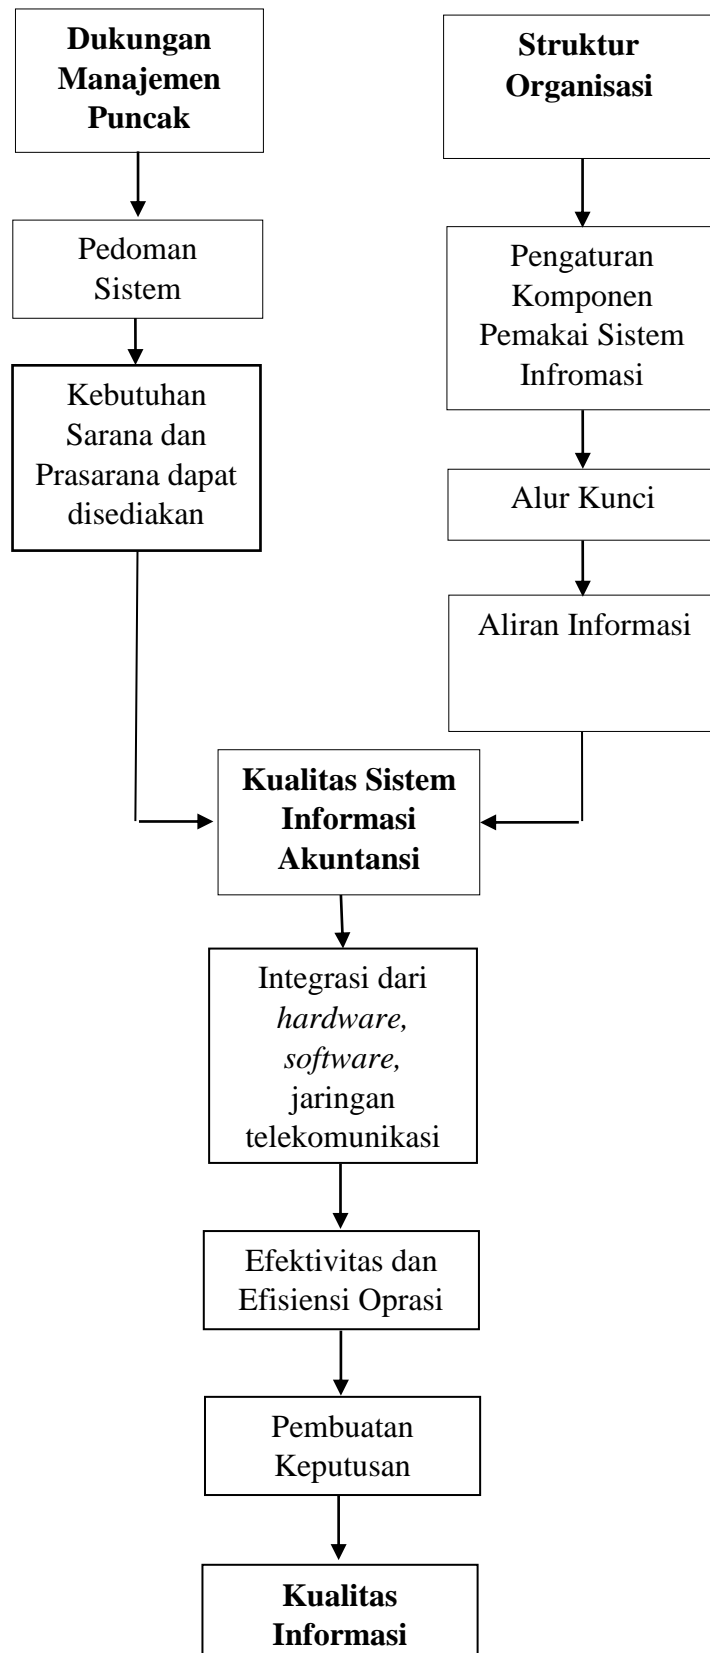 Dukungan
Manajemen
Puncak
Pedoman
Sistem
Kebutuhan
Sarana dan
Prasarana dapat
disediakan
Struktur
Organisasi
Pengaturan
Komponen
Pemakai Sistem
Infromasi
Alur Kunci
Aliran Informasi
Kualitas Sistem
Informasi
Akuntansi
Integrasi dari
hardware,
software,
jaringan
telekomunikasi
Efektivitas dan
Efisiensi Oprasi
Pembuatan
Keputusan
Kualitas
Informasi